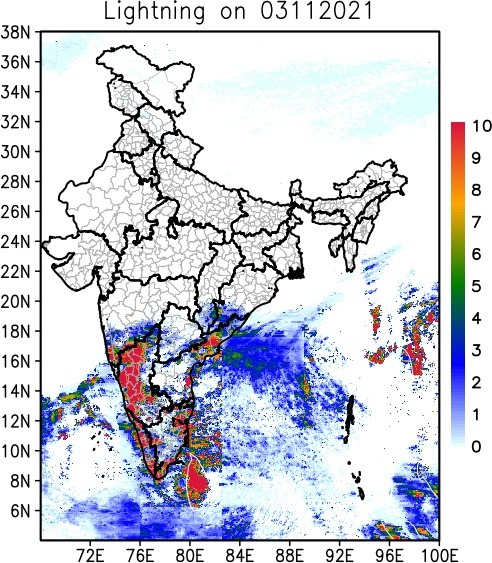 Lightning on 03112021
38N
36N
34N
32N
30N
28N
26N
24N
22N
20N
18N
16N
14N
12N
10N
8N
6N
72E 76E 80E 84E 88E 92E 96E 100E
10
9
8
7
6
5
4
3
2
1
0